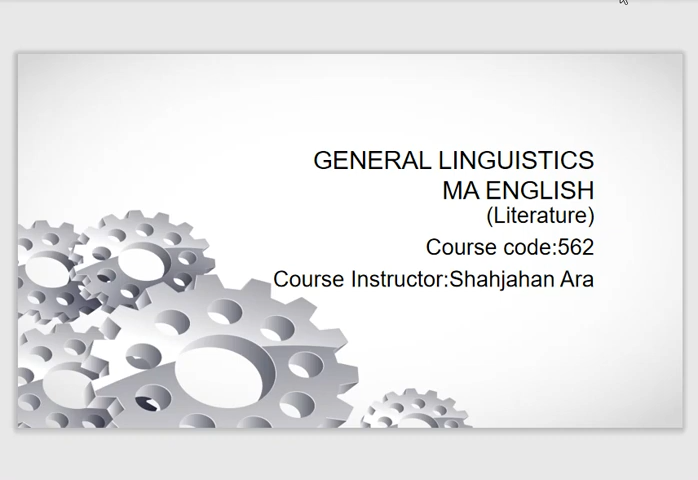 GENERAL LINGUISTICS
MA ENGLISH
(Literature)
Course code:562
Course Instructor:Shahjahan Ara